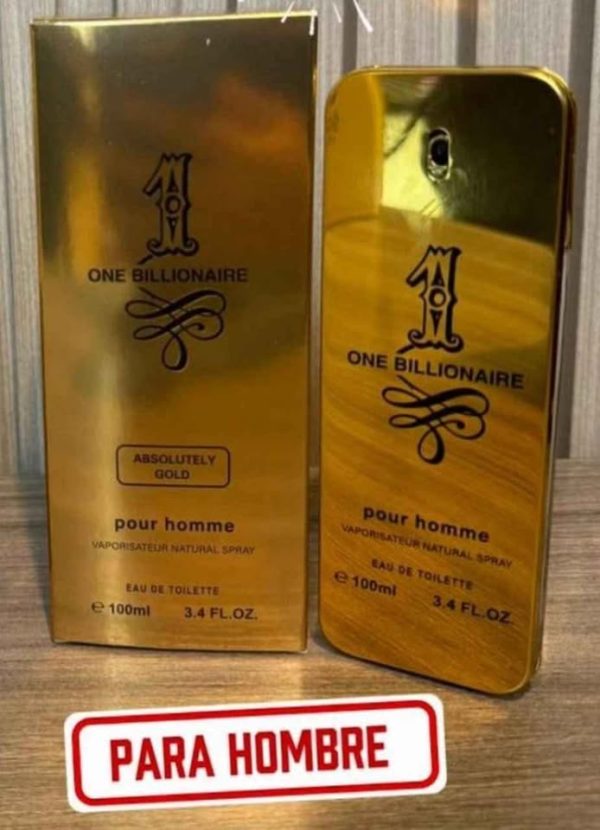 1
ONE BILLIONAIRE
ABSOLUTELY
GOLD
pour homme
VAPORISATEUR NATURAL SPRAY
EAU DE TOILETTE
℮ 100ml 3.4 FL.OZ.
1
ONE BILLIONAIRE
pour homme
VAPORISATEUR NATURAL SPRAY
EAU DE TOILETTE
℮ 100ml 3.4 FL.OZ.
PARA HOMBRE